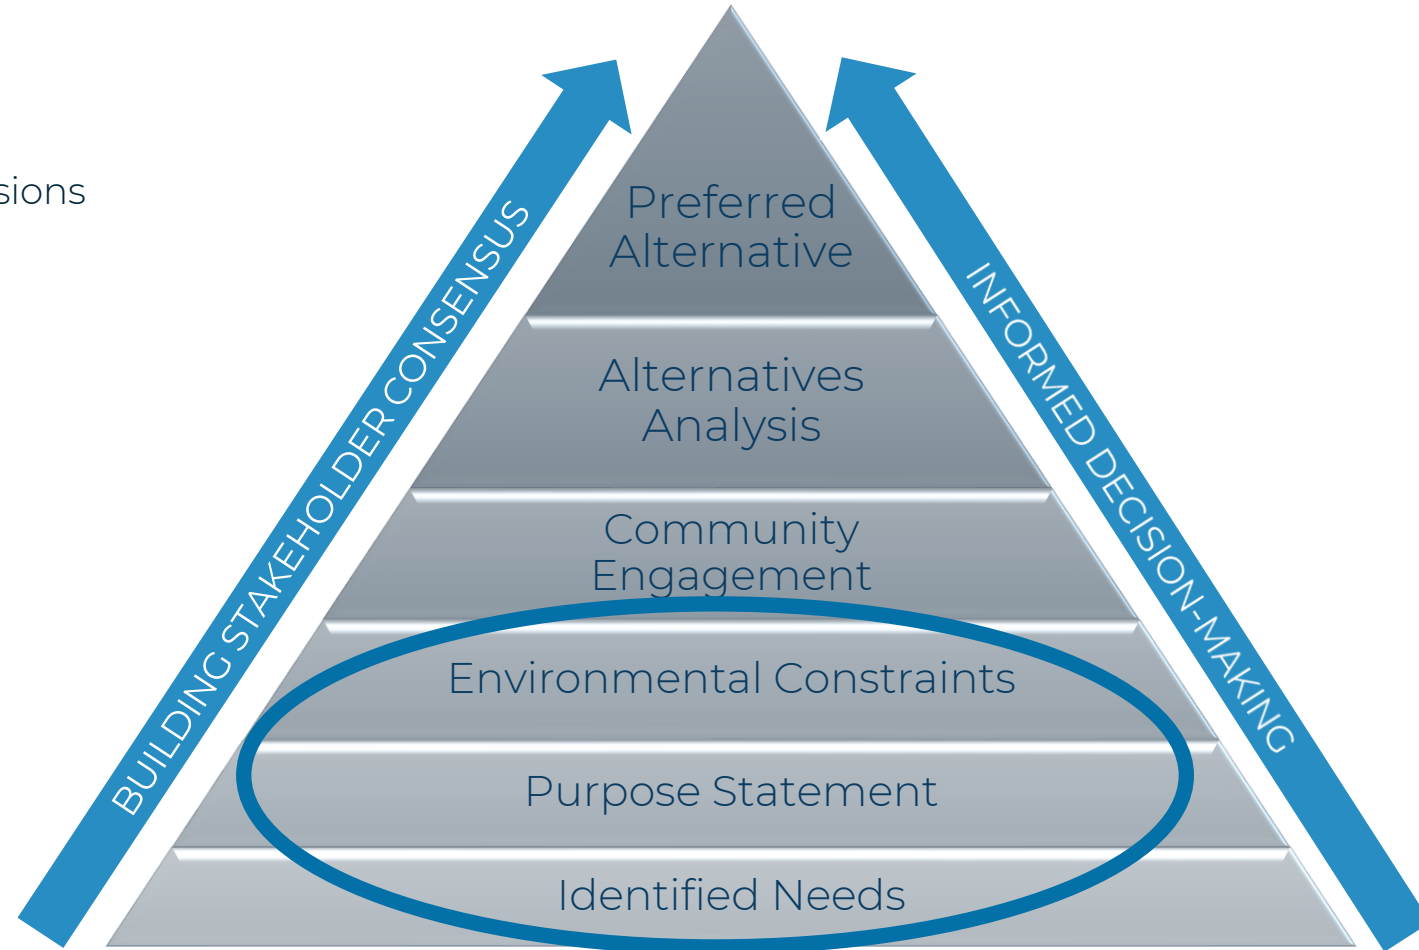 sions
BUILDING STAKEHOLDER CONSENSUS
INFORMED DECISION-MAKING
Preferred
Alternative
Alternatives
Analysis
Community
Engagement
Environmental Constraints
Purpose Statement
Identified Needs